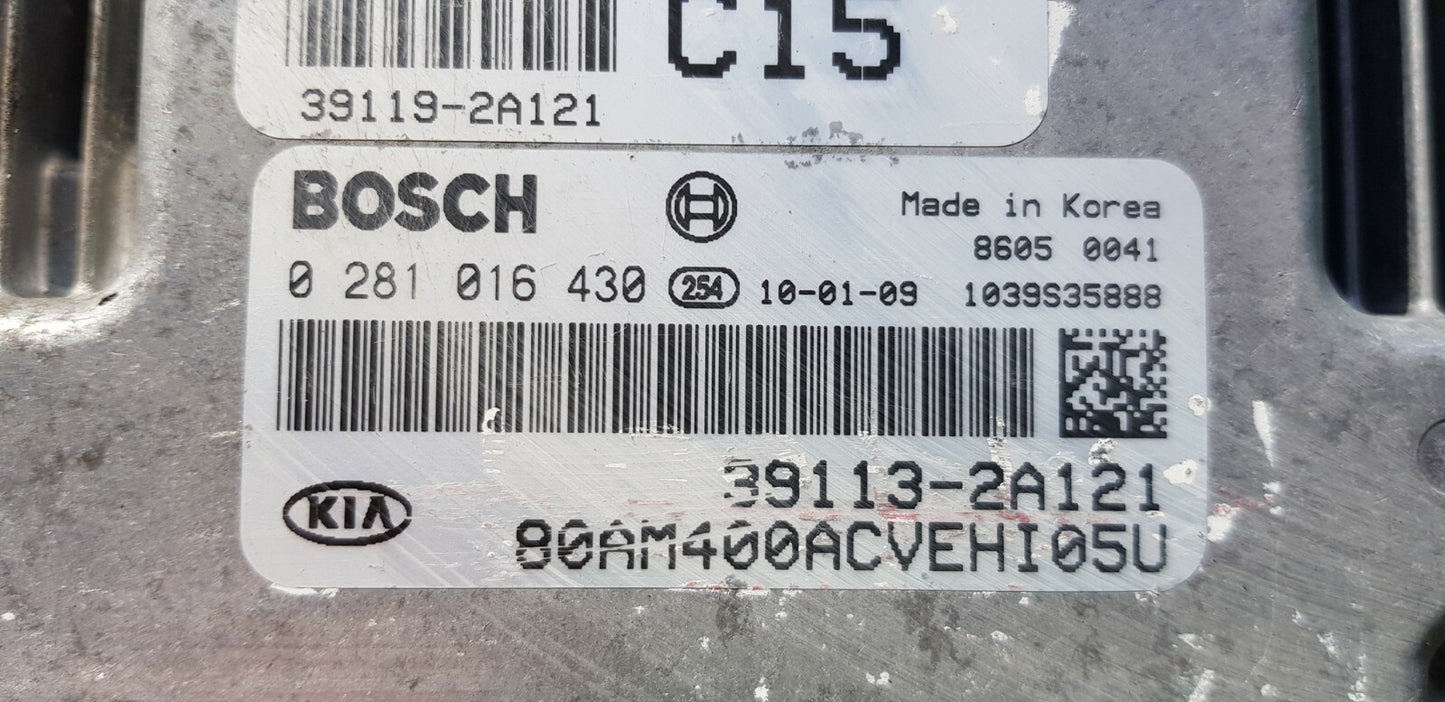 C15
39119-2A121
BOSCH
Made in Korea
8605 0041
0 281 016 430 254 10-01-09 1039S35888
39113-2A121
KIA
80AM400ACVEHI05U